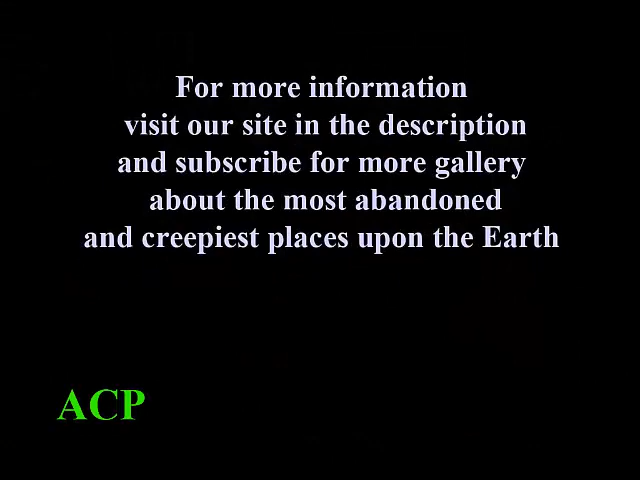 For more information
visit our site in the description
and subscribe for more gallery
about the most abandoned
and creepiest places upon the Earth
ACP